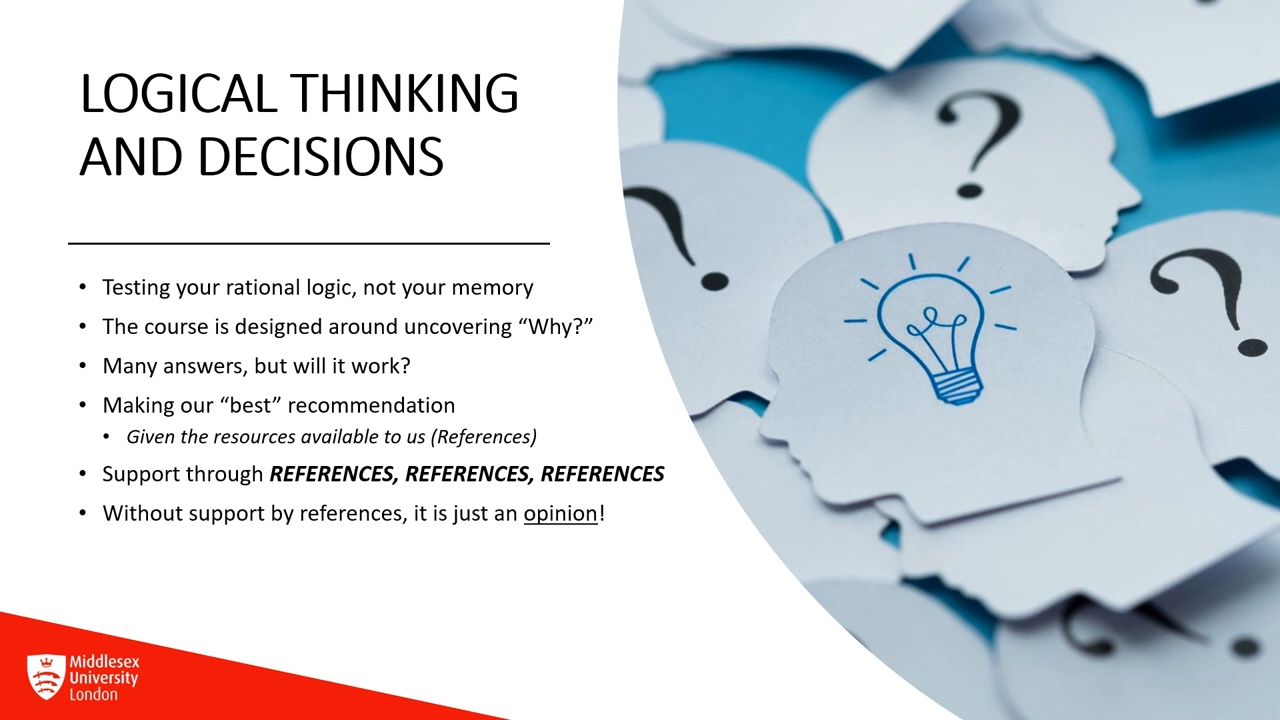 LOGICAL THINKING
AND DECISIONS
• Testing your rational logic, not your memory
• The course is designed around uncovering “Why?”
• Many answers, but will it work?
• Making our “best” recommendation
• Given the resources available to us (References)
• Support through REFERENCES, REFERENCES, REFERENCES
• Without support by references, it is just an opinion!
?
?
?
?
Middlesex
University
London